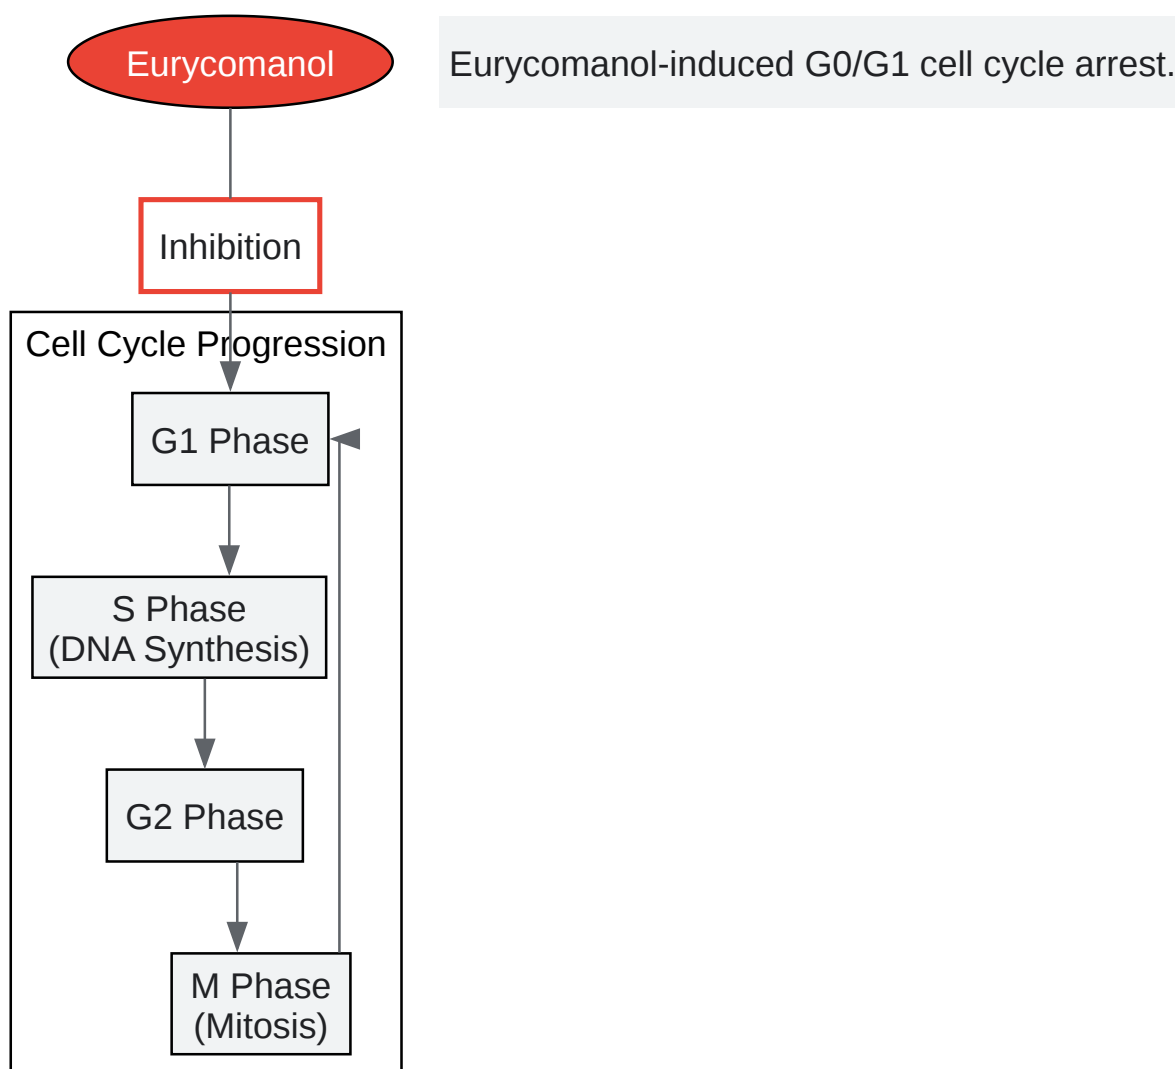 Eurycomanol
Eurycomanol-induced G0/G1 cell cycle arrest.
Inhibition
Cell Cycle Progression
G1 Phase
S Phase
(DNA Synthesis)
G2 Phase
M Phase
(Mitosis)